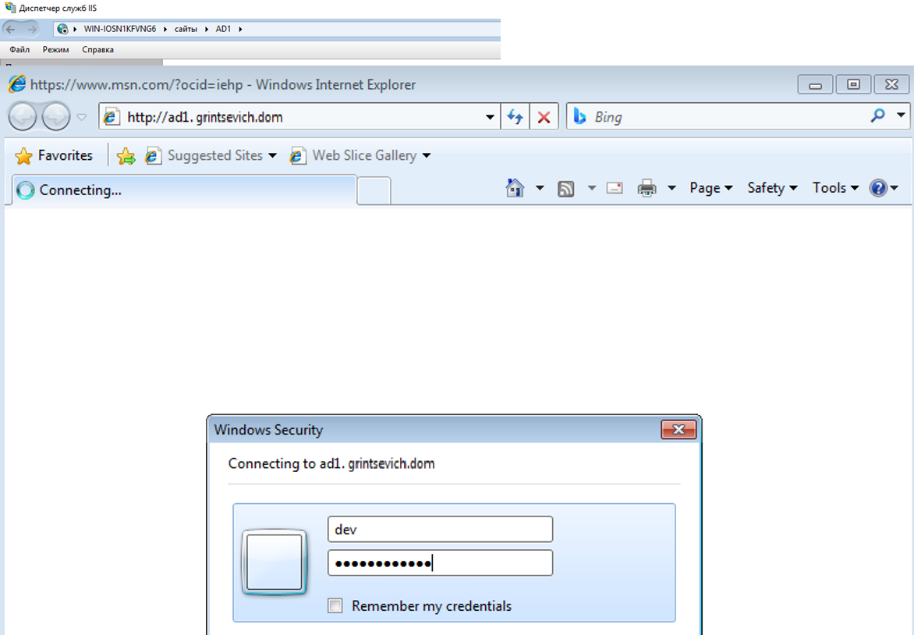 Диспетчер служб IIS
WIN-IOSN1KFVNG6 сайты AD1
Файл Режим Справка
https://www.msn.com/?ocid=iehp - Windows Internet Explorer
http://ad1. grintsevich.dom Bing
Favorites Suggested Sites Web Slice Gallery
Connecting... Page Safety Tools
Windows Security
Connecting to ad1. grintsevich.dom
dev
••••••••••••
Remember my credentials